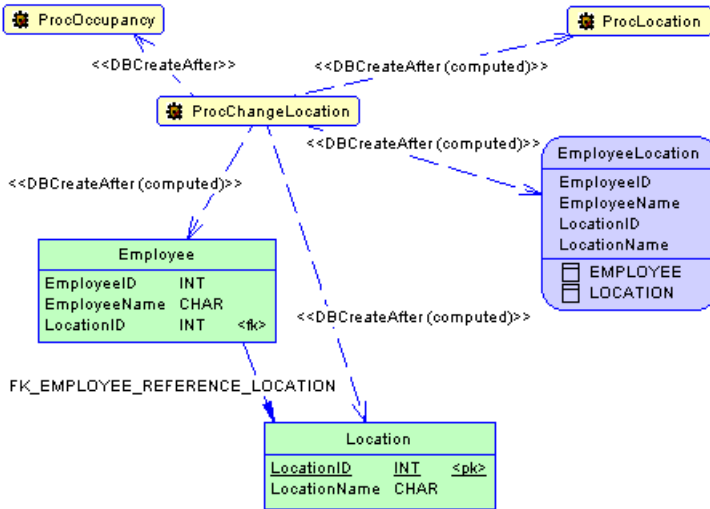 ProcOccupancy
ProcLocation
<<DBCreateAfter>>
<<DBCreateAfter(computed)>>
ProcChangeLocation
<<DBCreateAfter(computed)>>
EmployeeLocation
EmployeeID
EmployeeName
LocationID
LocationName
EMPLOYEE
LOCATION
<<DBCreateAfter(computed)>>
Employee
EmployeeID INT
EmployeeName CHAR
LocationID INT <fk>
<<DBCreateAfter(computed)>>
FK_EMPLOYEE_REFERENCE_LOCATION
Location
LocationID INT <pk>
LocationName CHAR